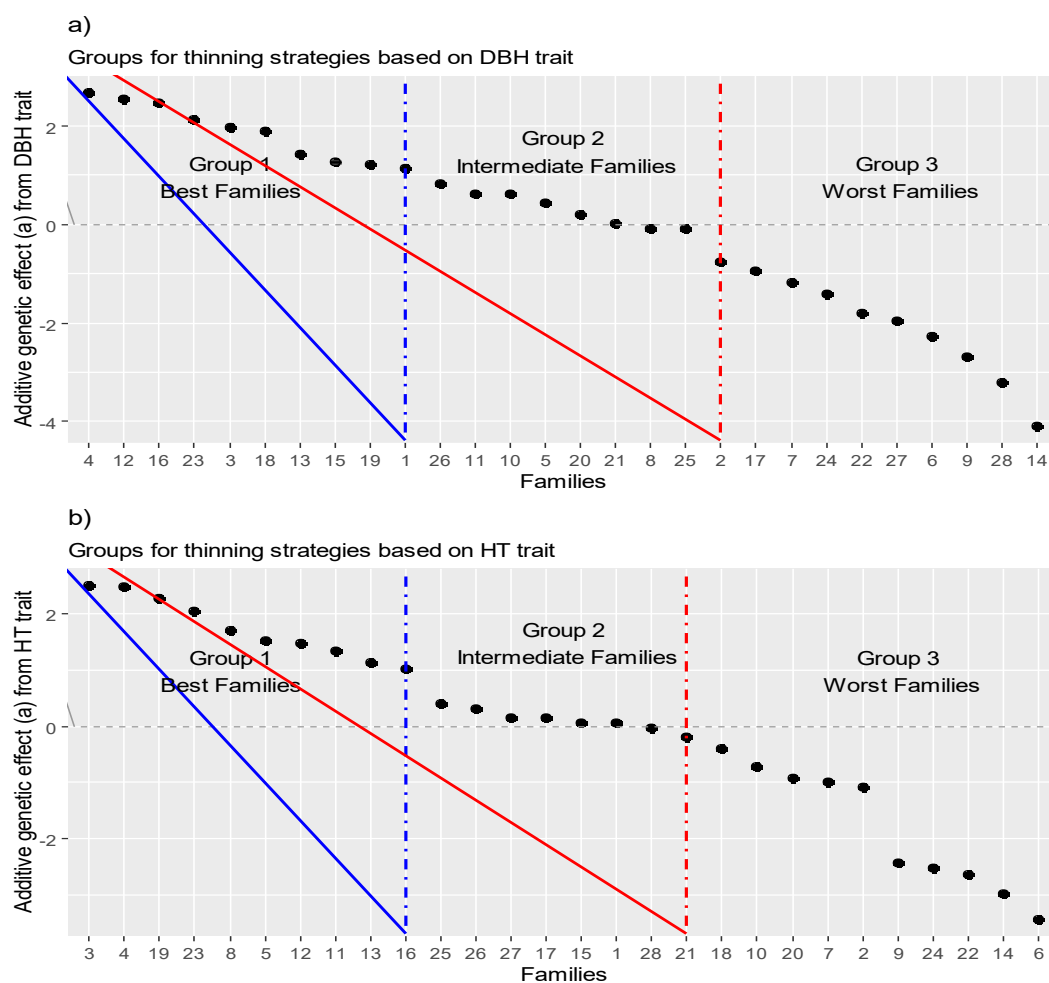 a)
Groups for thinning strategies based on DBH trait
Additive genetic effect (a) from DBH trait
2
0
-2
-4
Group 1
Best Families
Group 2
Intermediate Families
Group 3
Worst Families
4 12 16 23 3 18 13 15 19 1 26 11 10 5 20 21 8 25 2 17 7 24 22 27 6 9 28 14
Families
b)
Groups for thinning strategies based on HT trait
Additive genetic effect (a) from HT trait
2
0
-2
Group 1
Best Families
Group 2
Intermediate Families
Group 3
Worst Families
3 4 19 23 8 5 12 11 13 16 25 26 27 17 15 1 28 21 18 10 20 7 2 9 24 22 14 6
Families